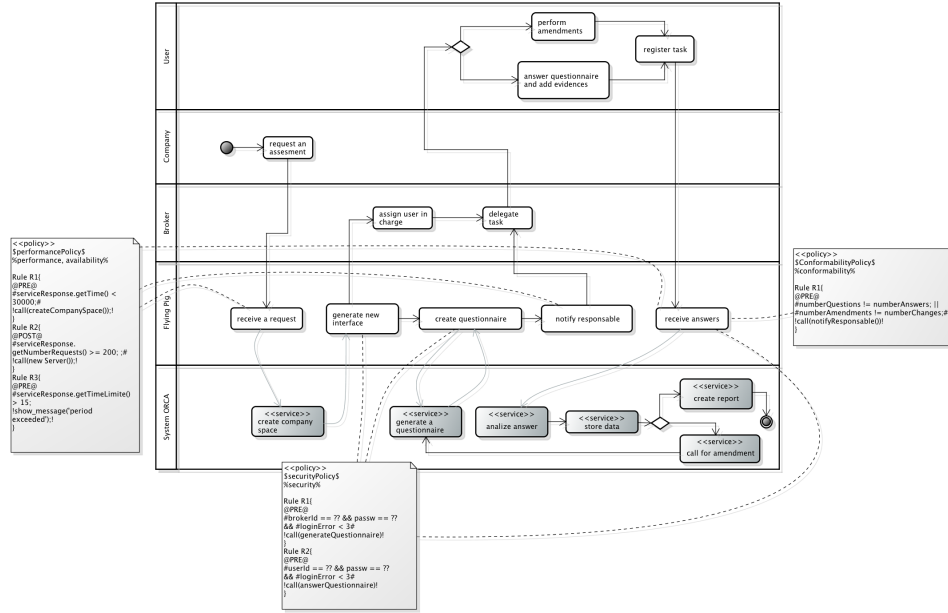 User
perform
amendments
register task
answer questionnaire
and add evidences
Company
request an
assesment
Broker
assign user in
charge
delegate
task
<<policy>>
$performancePolicy$
%performance, availability%
Rule R1{
@PRE@
#serviceResponse.getTime() <
30000;#
!call(createCompanySpace());!
}
Rule R2{
@POST@
#serviceResponse.
getNumberRequests() >= 200; ;#
!call(new Server());!
}
Rule R3{
@PRE@
#serviceResponse.getTimeLimite()
> 15;
!show_message('period
exceeded');!
}
Flying Pig
receive a request
generate new
interface
create questionnaire
notify responsable
receive answers
<<policy>>
$ConformabilityPolicy$
%conformability%
Rule R1{
@PRE@
#numberQuestions != numberAnswers; ||
#numberAmendments != numberChanges;#
!call(notifyResponsable())!
}
System ORCA
<<service>>
create company
space
<<service>>
generate a
questionnaire
<<service>>
analize answer
<<service>>
store data
<<service>>
create report
<<service>>
call for amendment
<<policy>>
$securityPolicy$
%security%
Rule R1{
@PRE@
#brokerId == ?? && passw == ??
&& #loginError < 3#
!call(generateQuestionnaire)!
}
Rule R2{
@PRE@
#userId == ?? && passw == ??
&& #loginError < 3#
!call(answerQuestionnaire)!
}